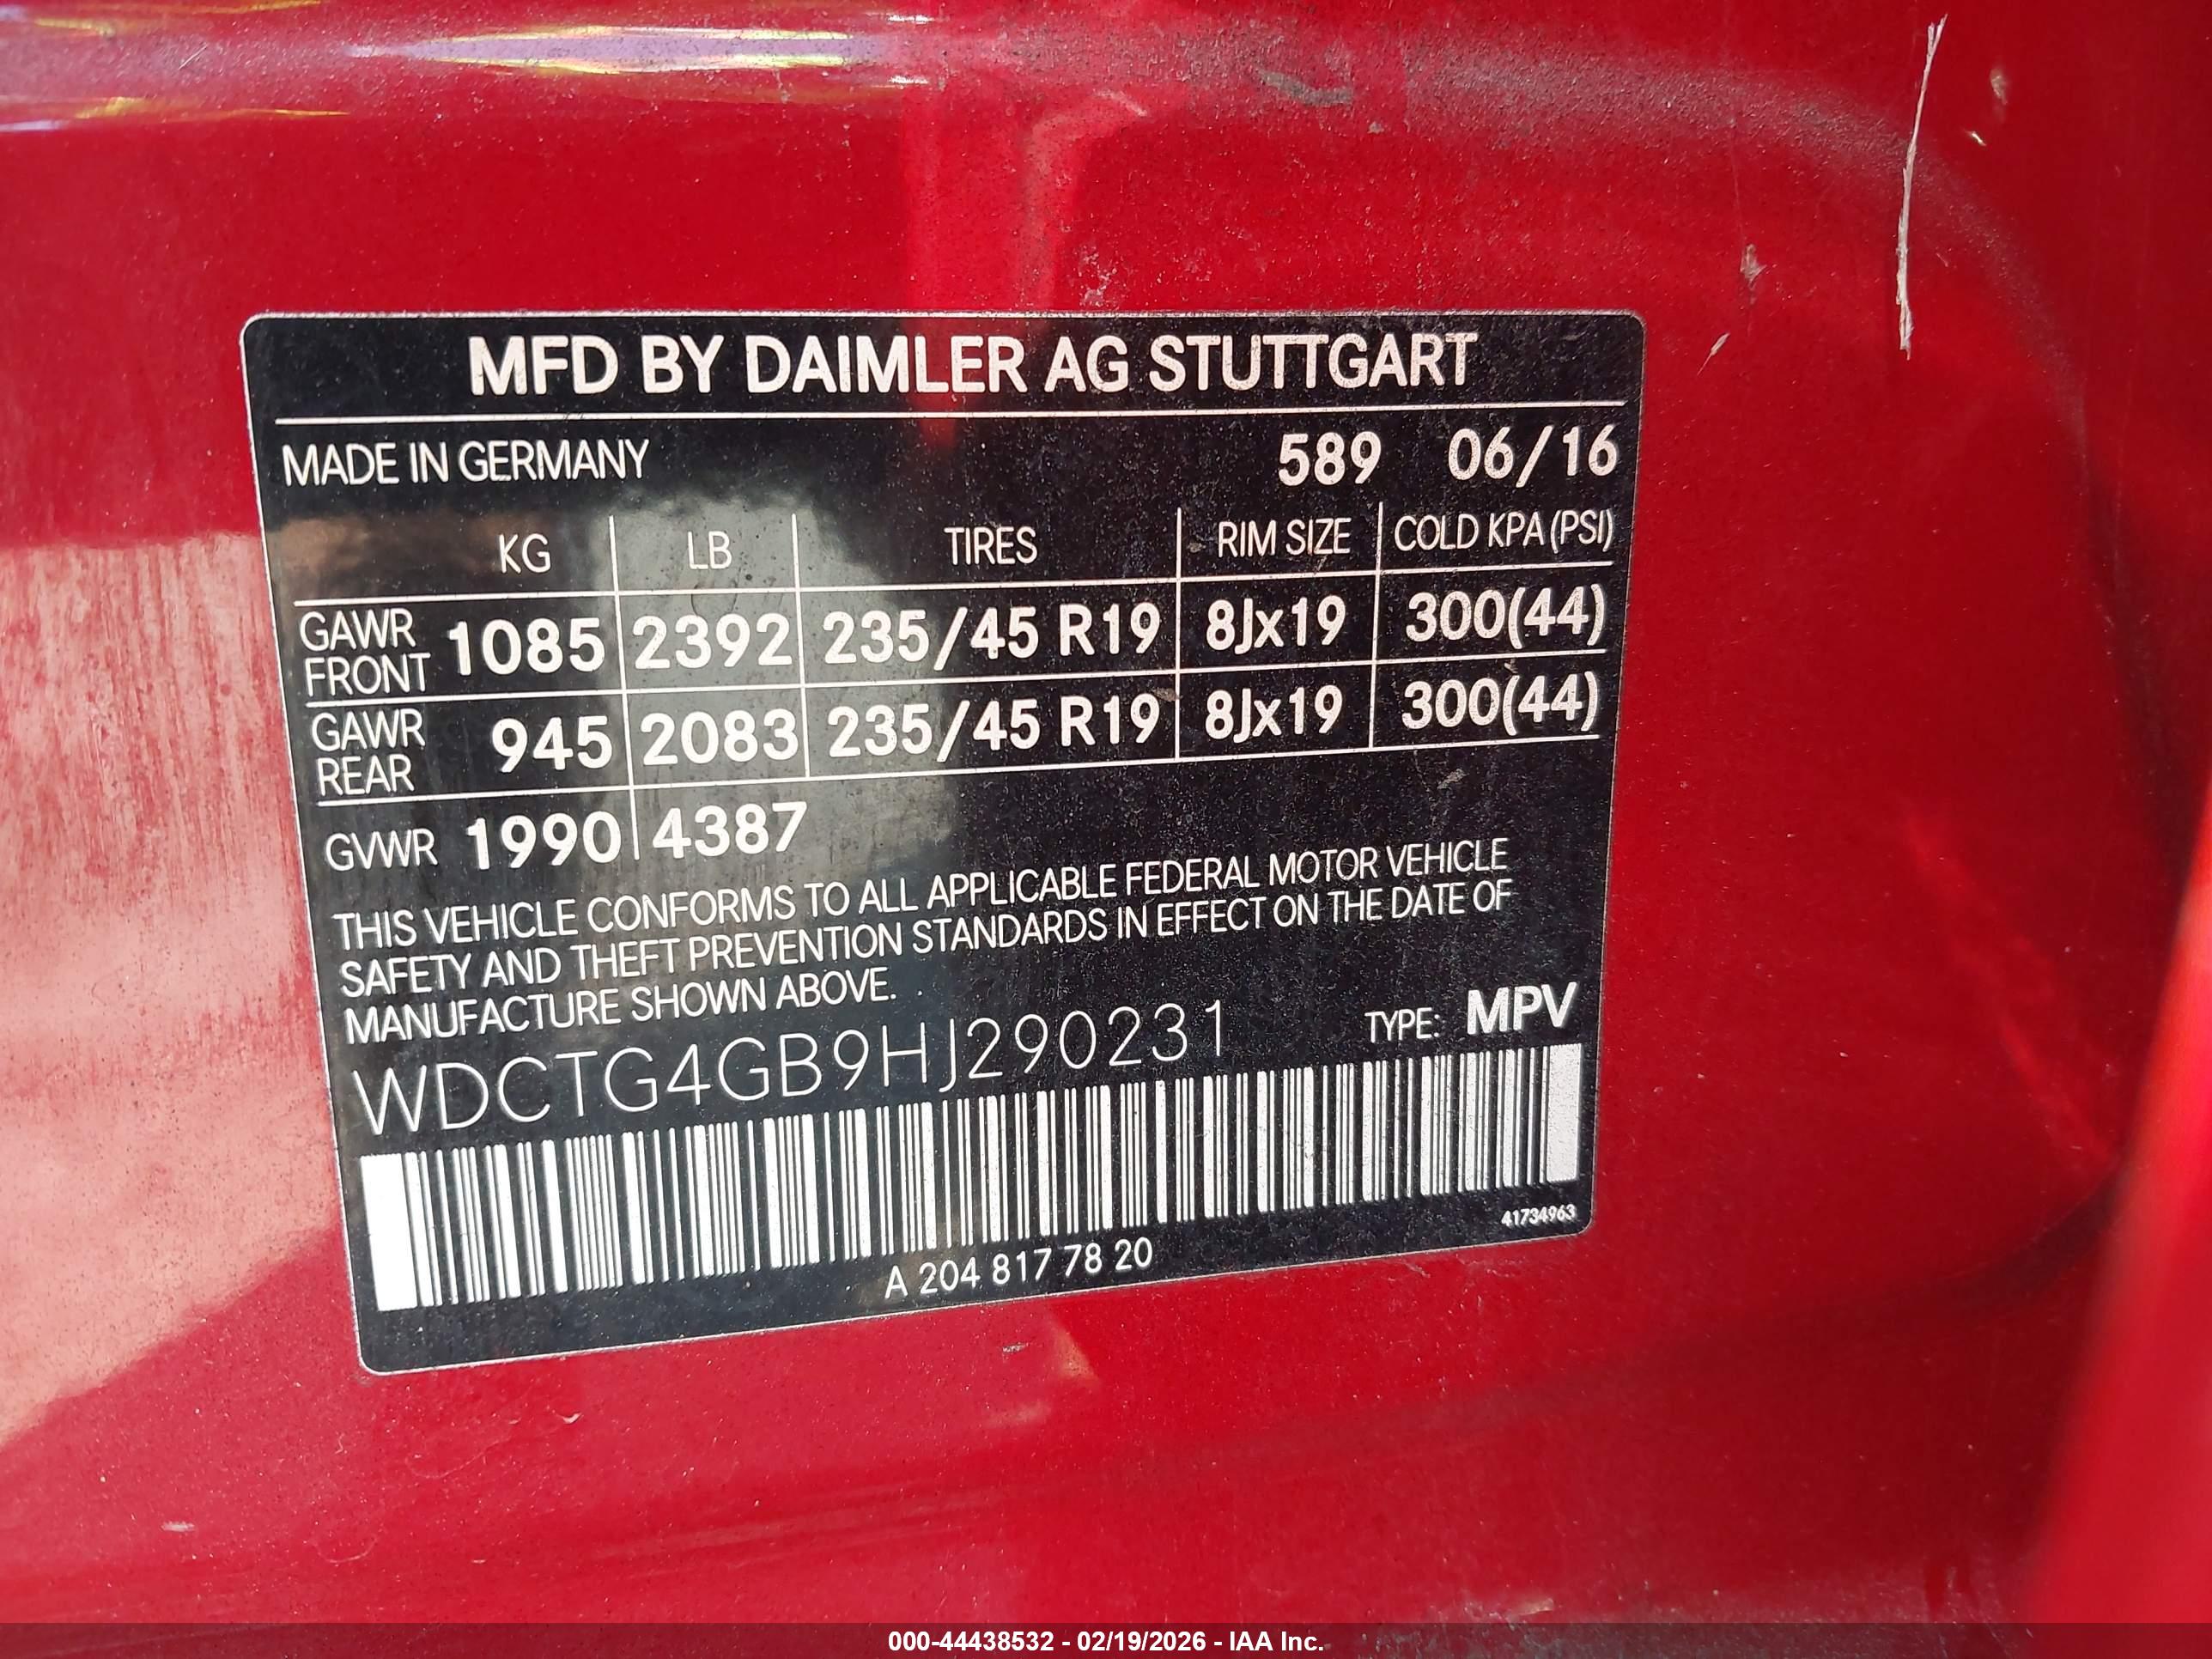 MFD BY DAIMLER AG STUTTGART
MADE IN GERMANY 589 06/16
KG LB TIRES RIM SIZE COLD KPA (PSI)
GAWR FRONT 1085 2392 235/45 R19 8Jx19 300(44)
GAWR REAR 945 2083 235/45 R19 8Jx19 300(44)
GVWR 1990 4387
THIS VEHICLE CONFORMS TO ALL APPLICABLE FEDERAL MOTOR VEHICLE
SAFETY AND THEFT PREVENTION STANDARDS IN EFFECT ON THE DATE OF
MANUFACTURE SHOWN ABOVE.
WDCTG4GB9HJ290231 TYPE: MPV
41734963
A 204 817 78 20
000-44438532 - 02/19/2026 - IAA Inc.